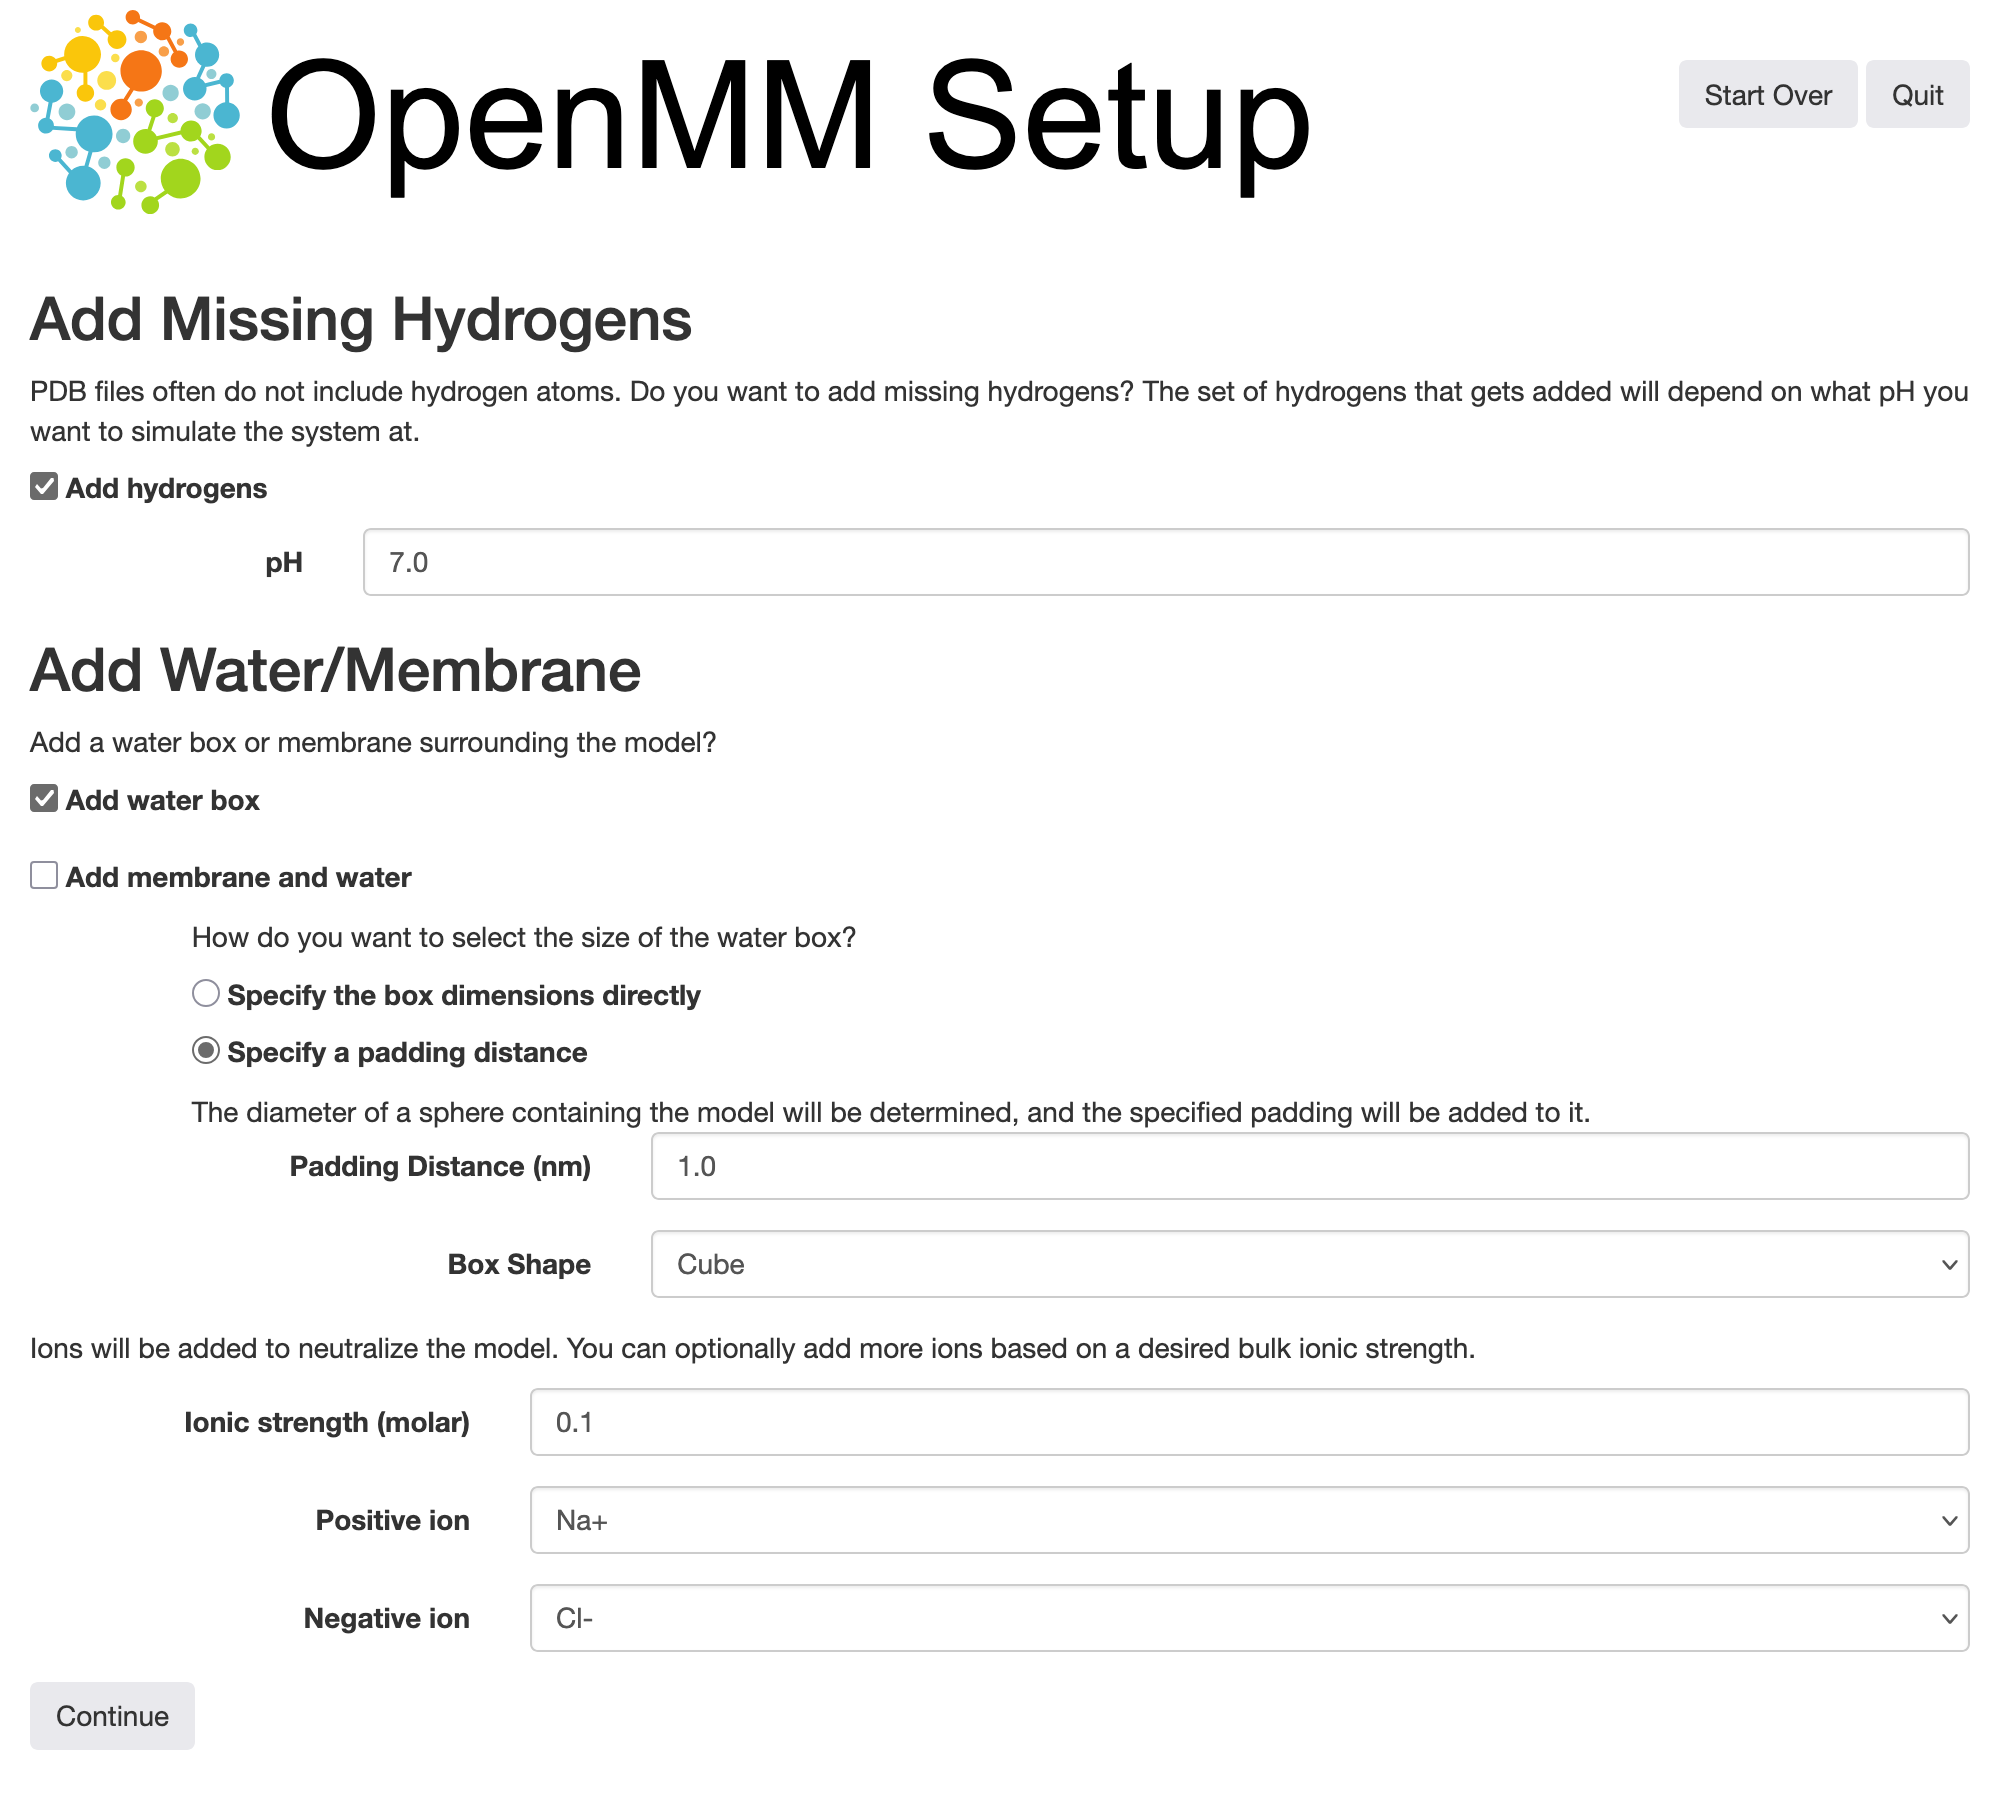 OpenMM Setup
Start Over
Quit
Add Missing Hydrogens
PDB files often do not include hydrogen atoms. Do you want to add missing hydrogens? The set of hydrogens that gets added will depend on what pH you
want to simulate the system at.
Add hydrogens
pH
7.0
Add Water/Membrane
Add a water box or membrane surrounding the model?
Add water box
Add membrane and water
How do you want to select the size of the water box?
Specify the box dimensions directly
Specify a padding distance
The diameter of a sphere containing the model will be determined, and the specified padding will be added to it.
Padding Distance (nm)
1.0
Box Shape
Cube
Ions will be added to neutralize the model. You can optionally add more ions based on a desired bulk ionic strength.
Ionic strength (molar)
0.1
Positive ion
Na+
Negative ion
Cl-
Continue